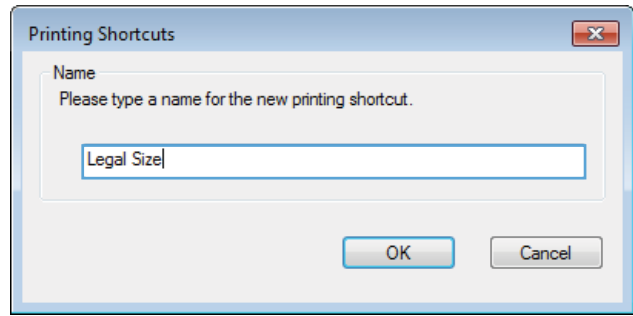 Printing Shortcuts
Name
Please type a name for the new printing shortcut.
Legal Size
OK
Cancel